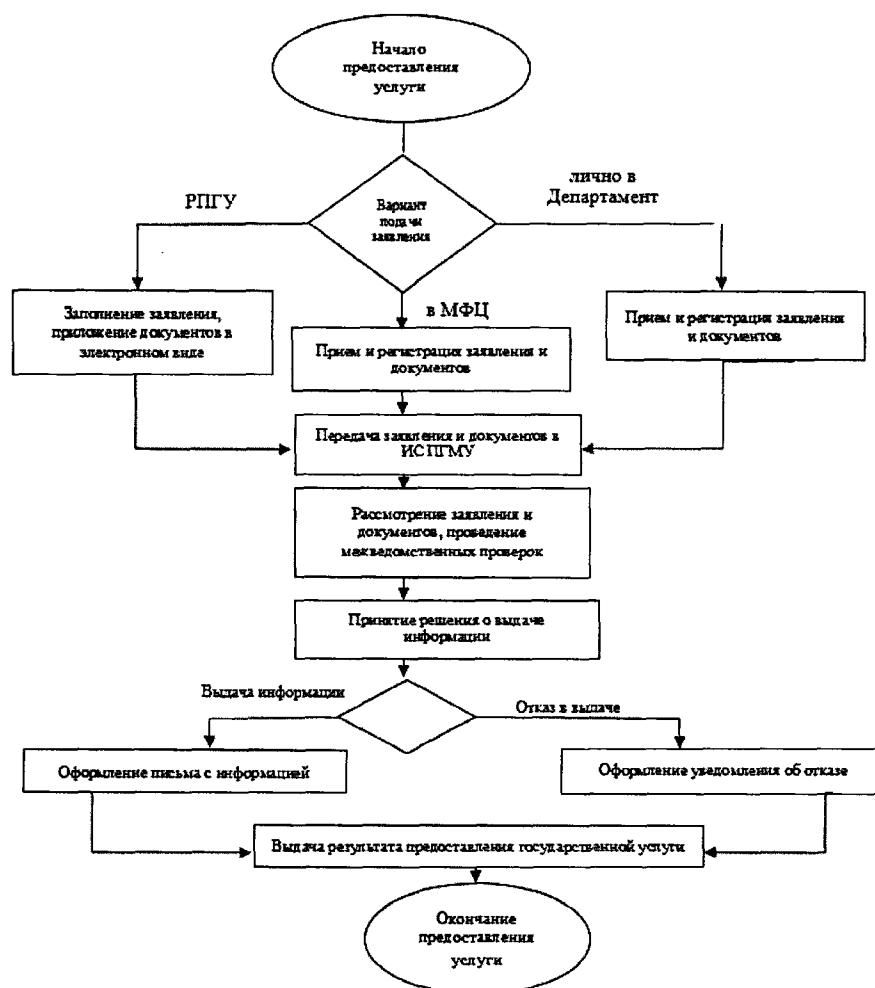 Начало
предоставления
услуги
РПГУ
Вариант
подачи
заявления
лично в
Департамент
Заполнение заявления,
приложение документов в
электронном виде
в МФЦ
Прием и регистрация заявления и
документов
Прием и регистрация заявления
и документов
Передача заявления и документов в
ИС ПГМУ
Рассмотрение заявления и
документов, проведение
межведомственных проверок
Принятие решения о выдаче
информации
Выдача информации
Отказ в выдаче
Оформление письма с информацией
Оформление уведомления об отказе
Выдача результата предоставления государственной услуги
Окончание
предоставления
услуги